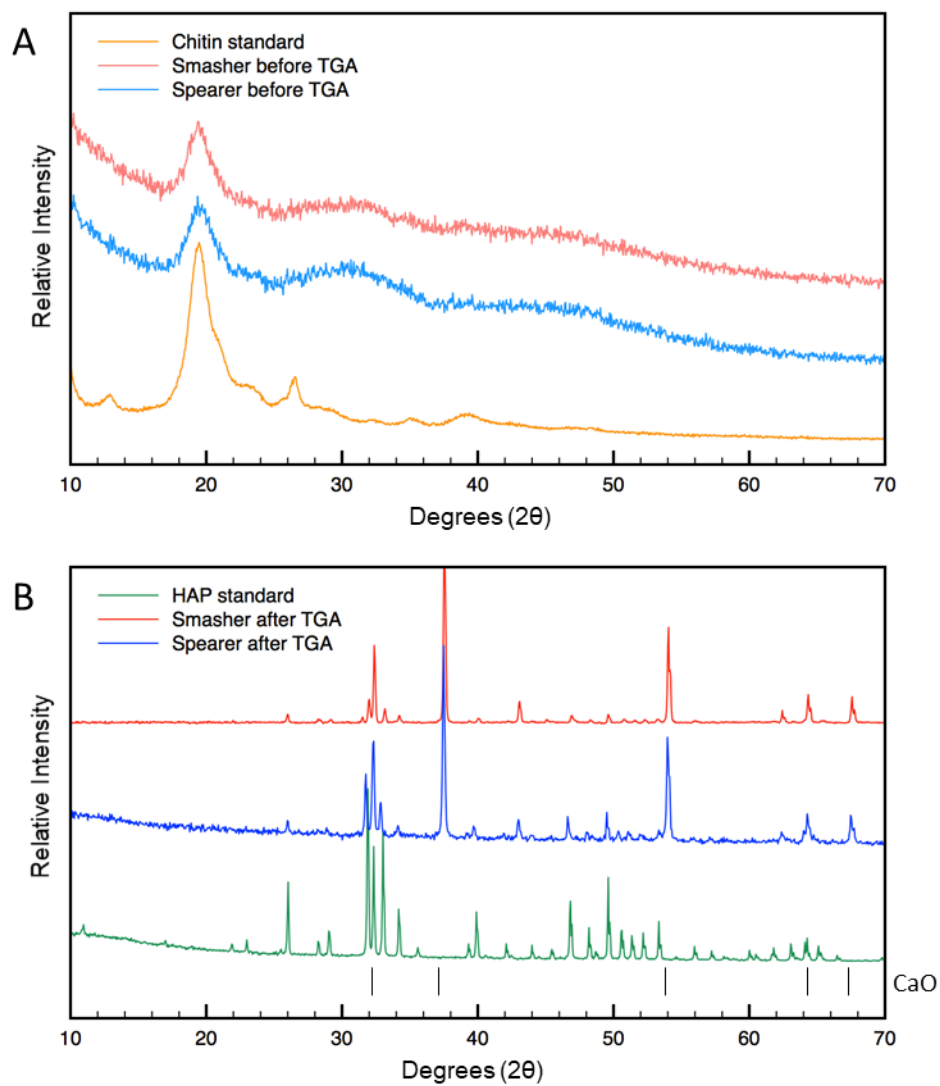 A
Chitin standard
Smasher before TGA
Spearer before TGA
Relative Intensity
10 20 30 40 50 60 70
Degrees (2θ)
B
HAP standard
Smasher after TGA
Spearer after TGA
Relative Intensity
CaO
10 20 30 40 50 60 70
Degrees (2θ)